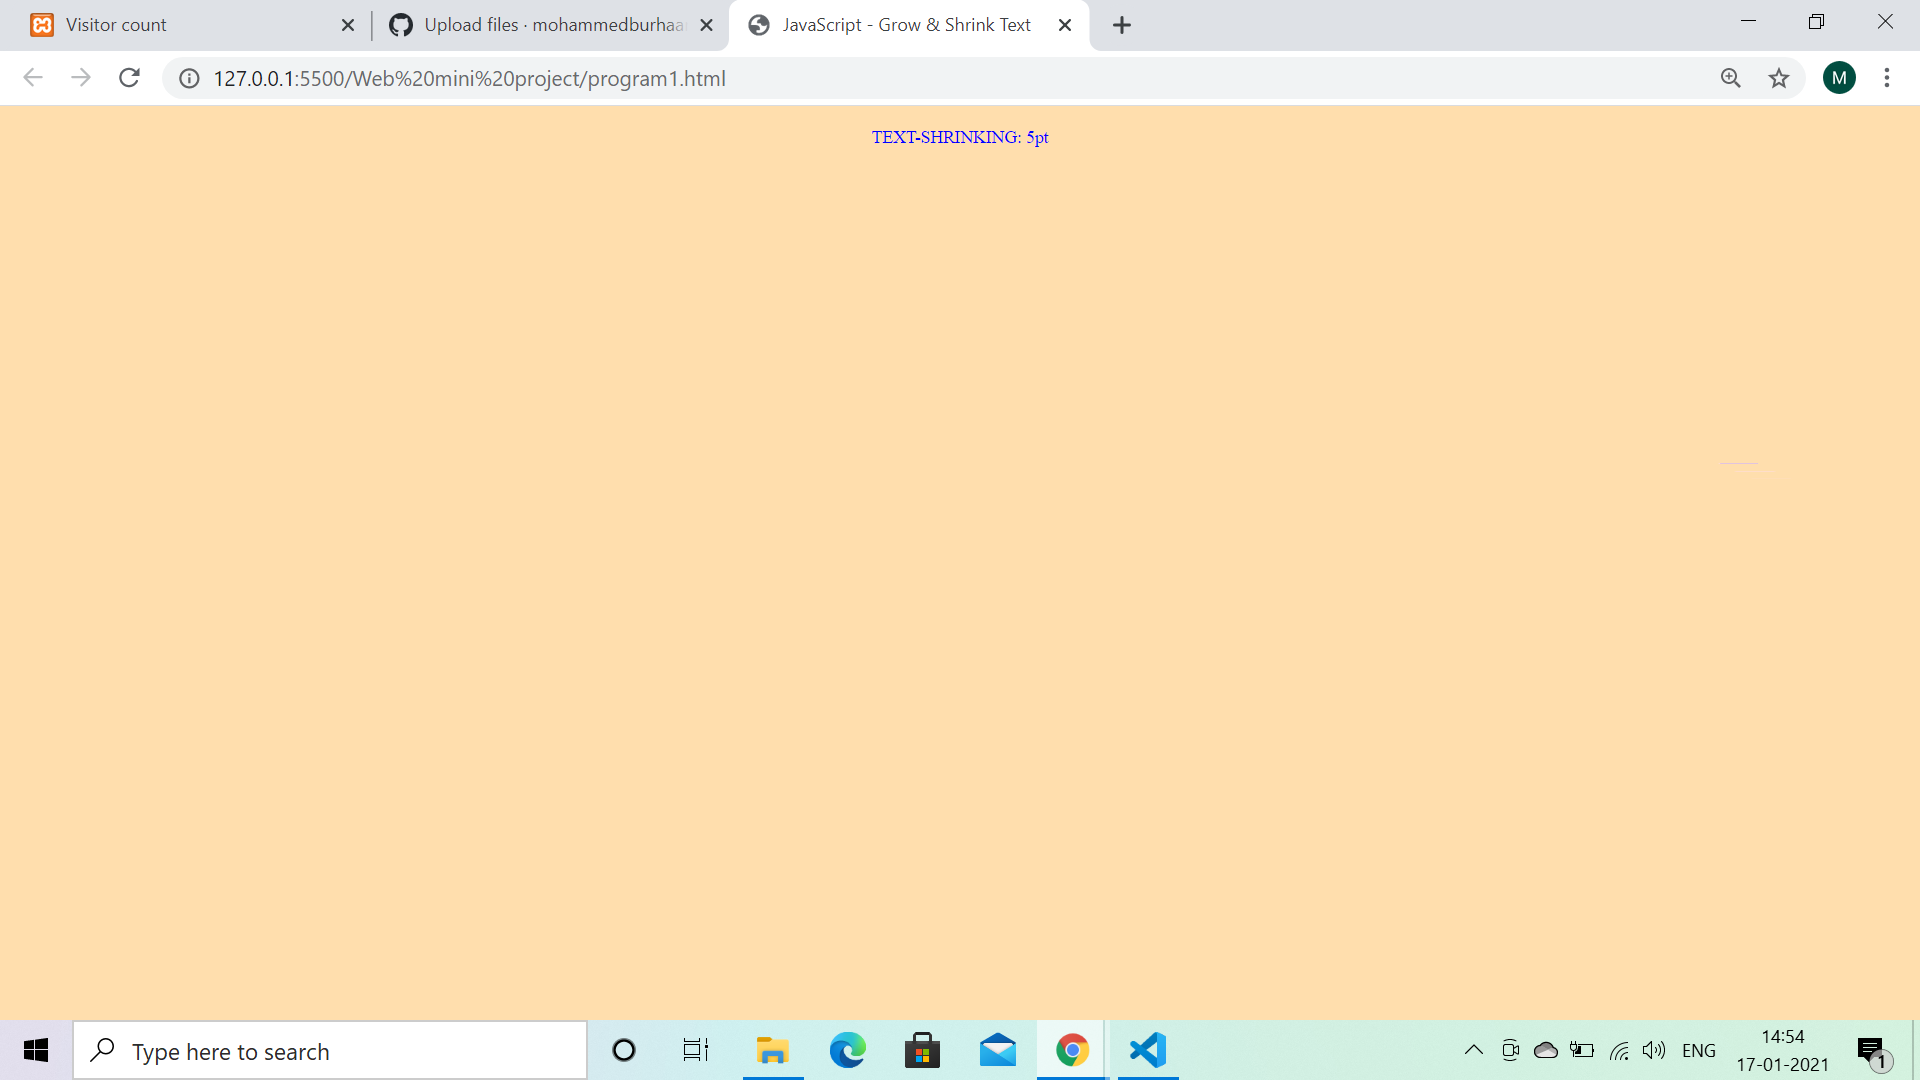 Visitor count
Upload files · mohammedburhaa
JavaScript - Grow & Shrink Text
127.0.0.1:5500/Web%20mini%20project/program1.html
M
TEXT-SHRINKING: 5pt
Type here to search
ENG
14:54
17-01-2021
1